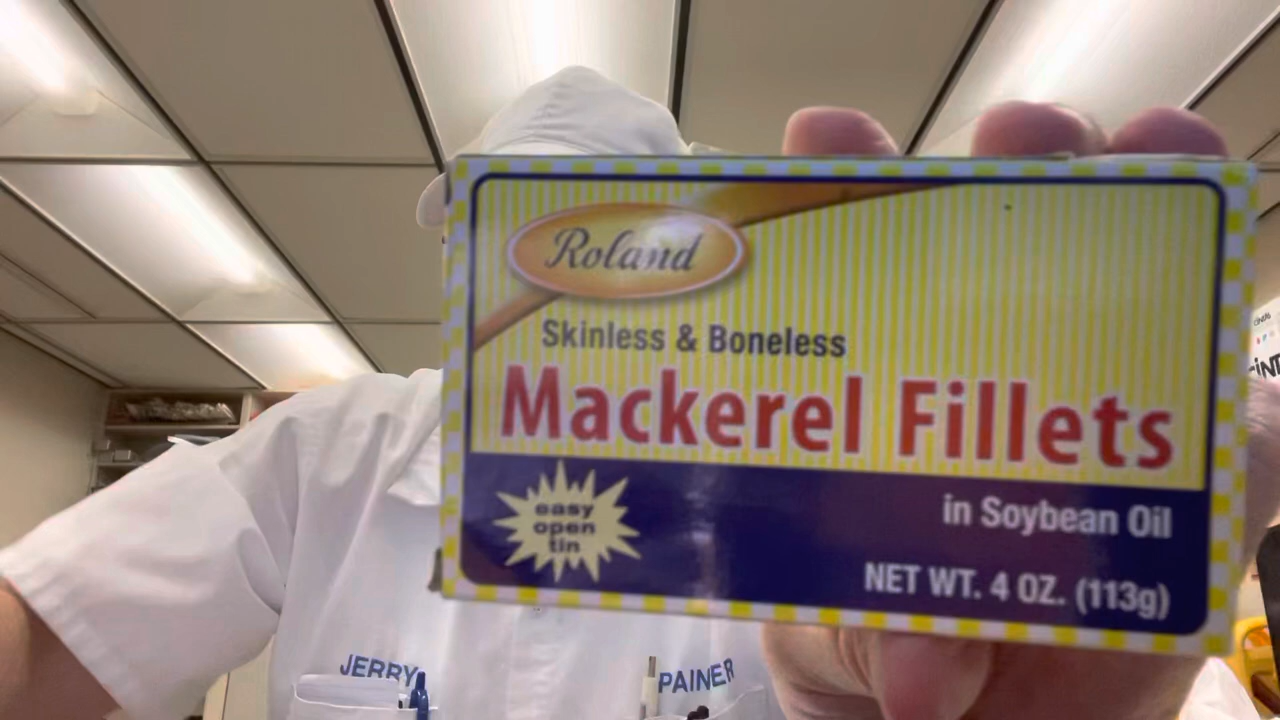 Roland
Skinless & Boneless
Mackerel Fillets
easy
open
tin
in Soybean Oil
NET WT. 4 OZ. (113g)
JERRY
PAINER